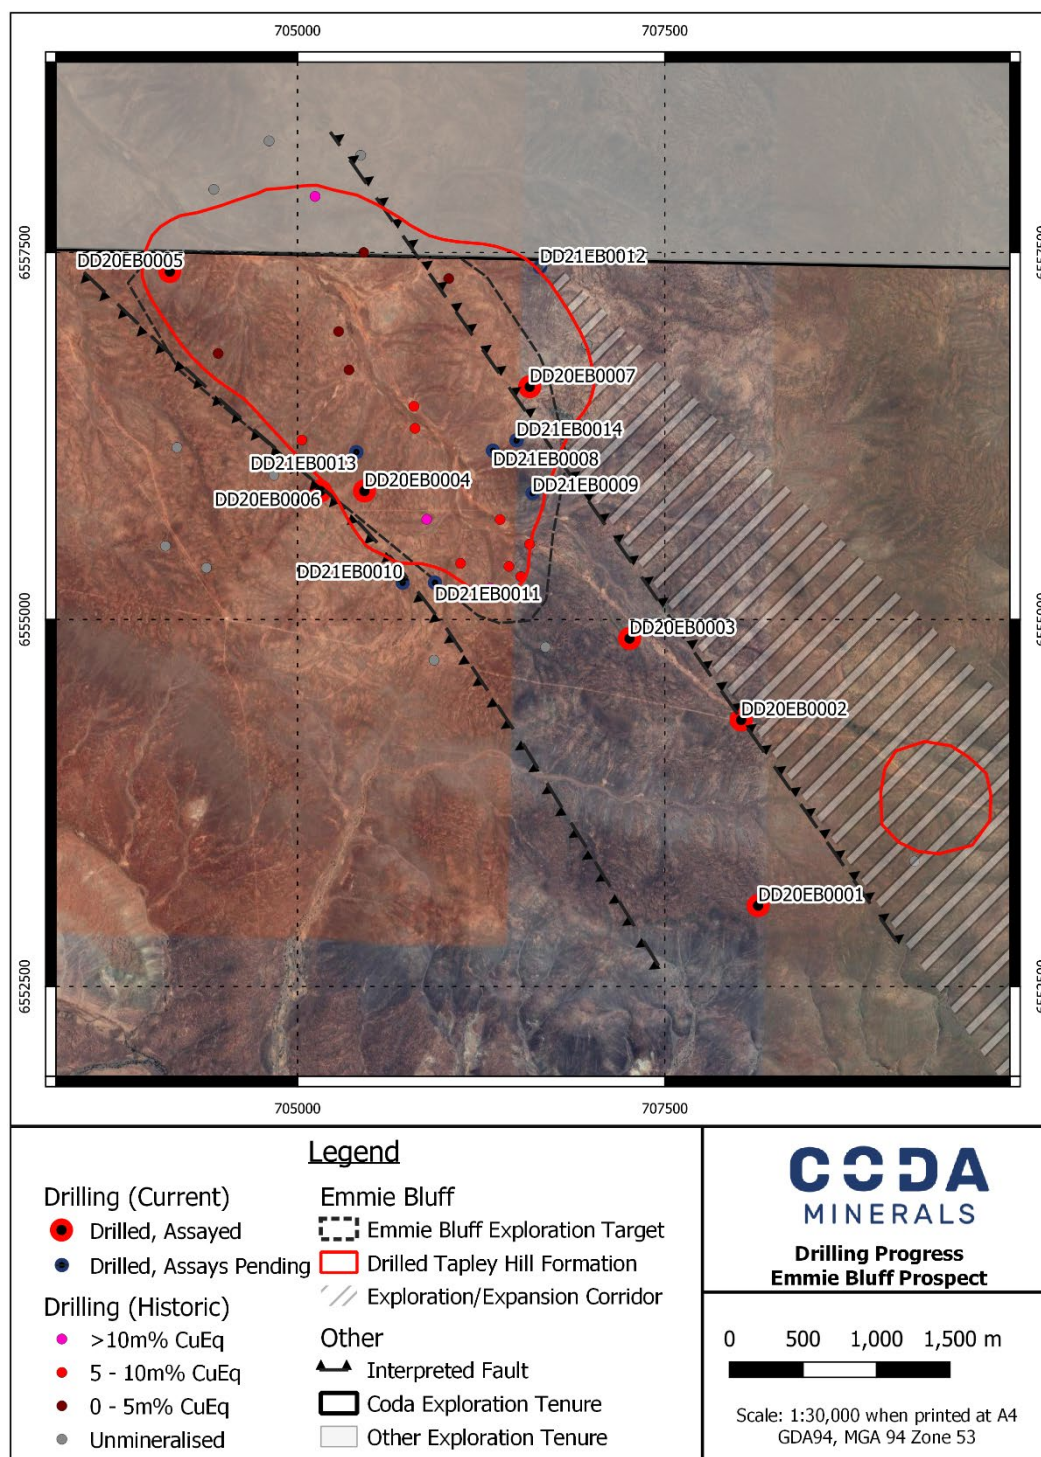 705000
707500
6557500
6557500
DD20EB0005
DD21EB0012
DD20EB0007
DD21EB0014
DD21EB0013
DD21EB0008
DD20EB0004
DD21EB0009
DD20EB0006
DD21EB0010
DD21EB0011
6555000
6555000
DD20EB0003
DD20EB0002
DD20EB0001
6552500
6552500
705000
707500
Legend
Drilling (Current)
Drilled, Assayed
Drilled, Assays Pending
Drilling (Historic)
>10m% CuEq
5 - 10m% CuEq
0 - 5m% CuEq
Unmineralised
Emmie Bluff
Emmie Bluff Exploration Target
Drilled Tapley Hill Formation
Exploration/Expansion Corridor
Other
Interpreted Fault
Coda Exploration Tenure
Other Exploration Tenure
CODA
MINERALS
Drilling Progress
Emmie Bluff Prospect
0 500 1,000 1,500 m
Scale: 1:30,000 when printed at A4
GDA94, MGA 94 Zone 53